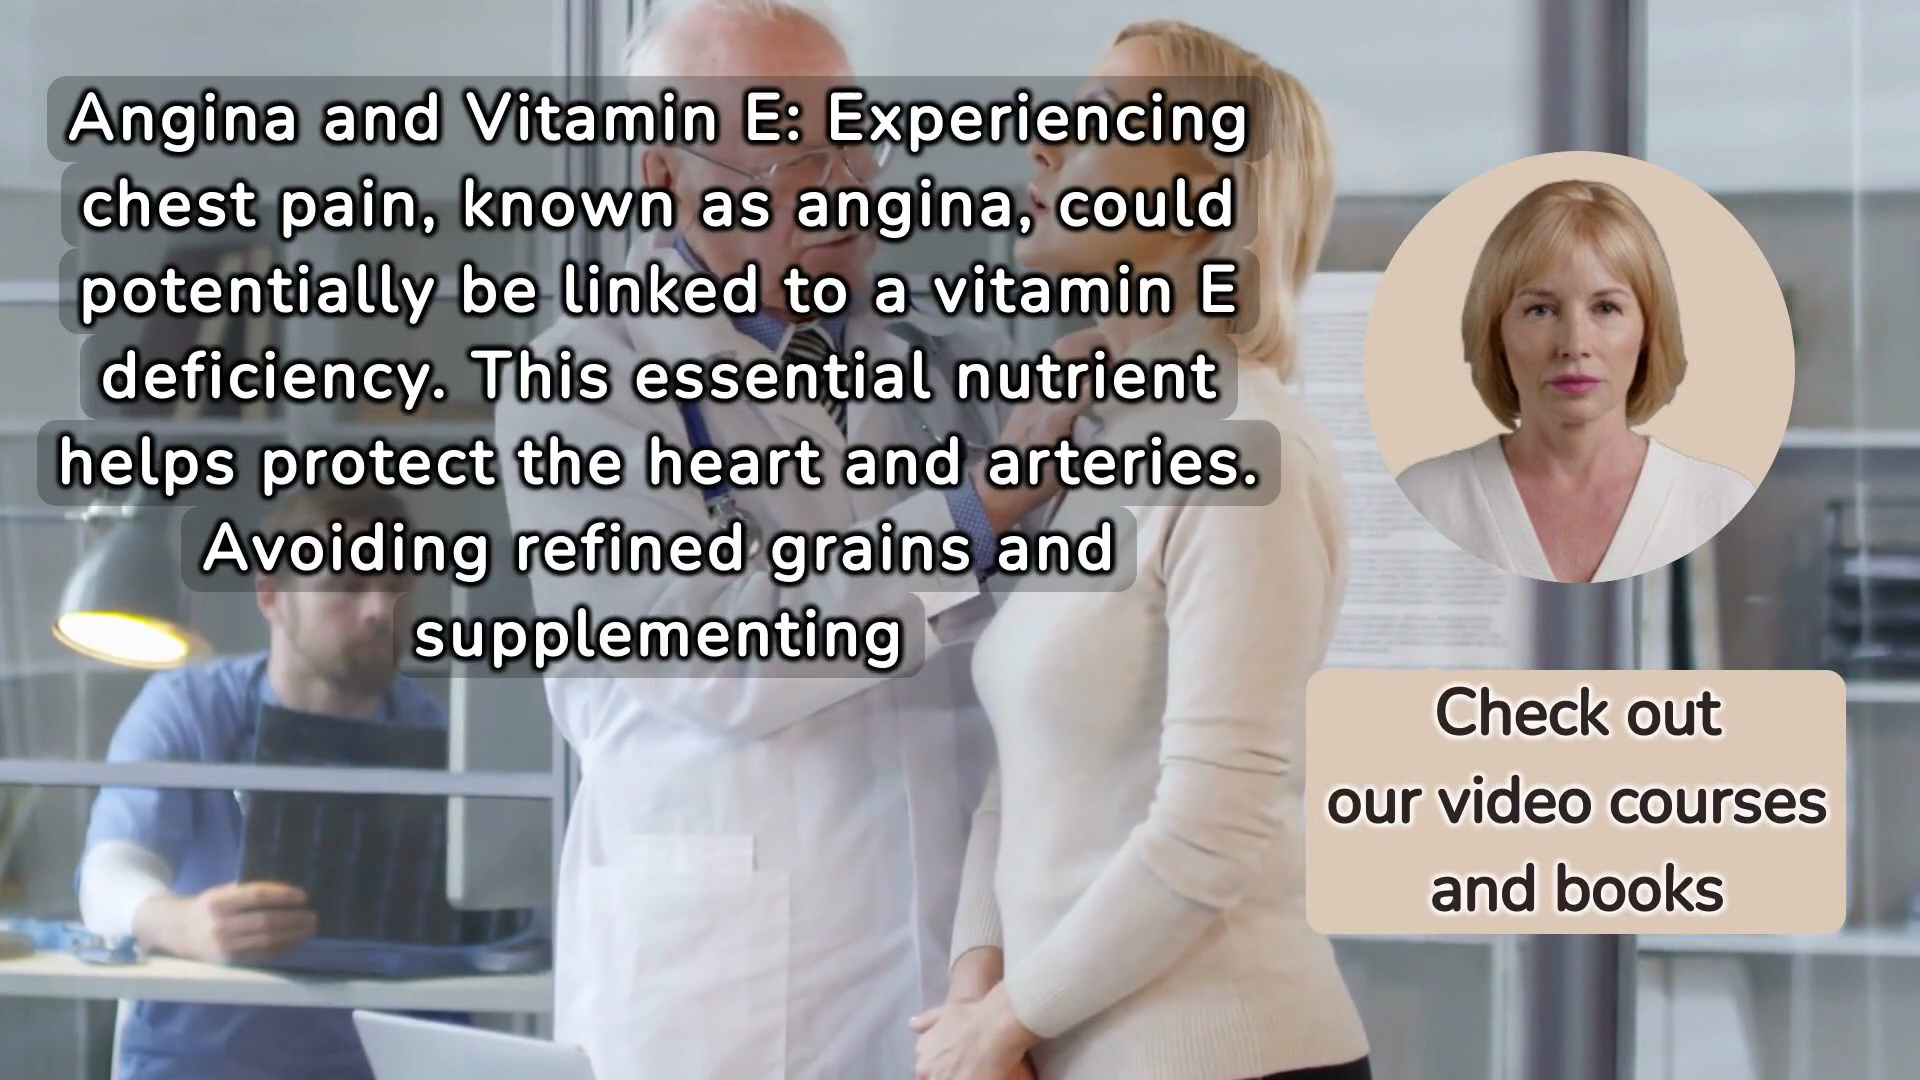 Angina and Vitamin E: Experiencing
chest pain, known as angina, could
potentially be linked to a vitamin E
deficiency. This essential nutrient
helps protect the heart and arteries.
Avoiding refined grains and
supplementing
Check out
our video courses
and books